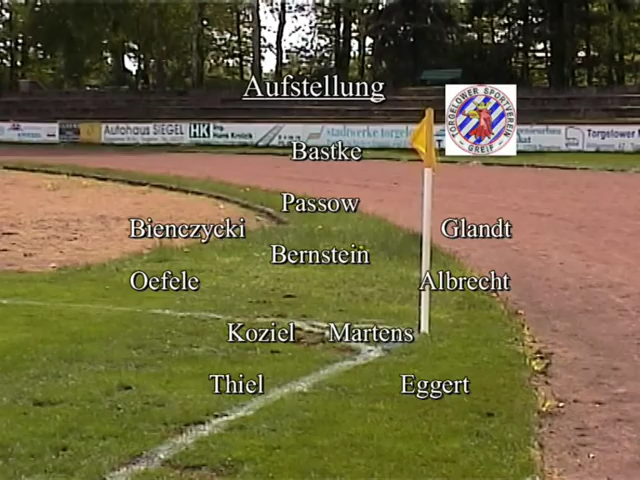 Aufstellung
TORGELOWER SPORTVEREIN
GREIF
Autohaus SIEGEL
HK
stadtwerke torgelow
Torgelower
Bastke
Passow
Bienczycki
Glandt
Bernstein
Oefele
Albrecht
Koziel
Martens
Thiel
Eggert